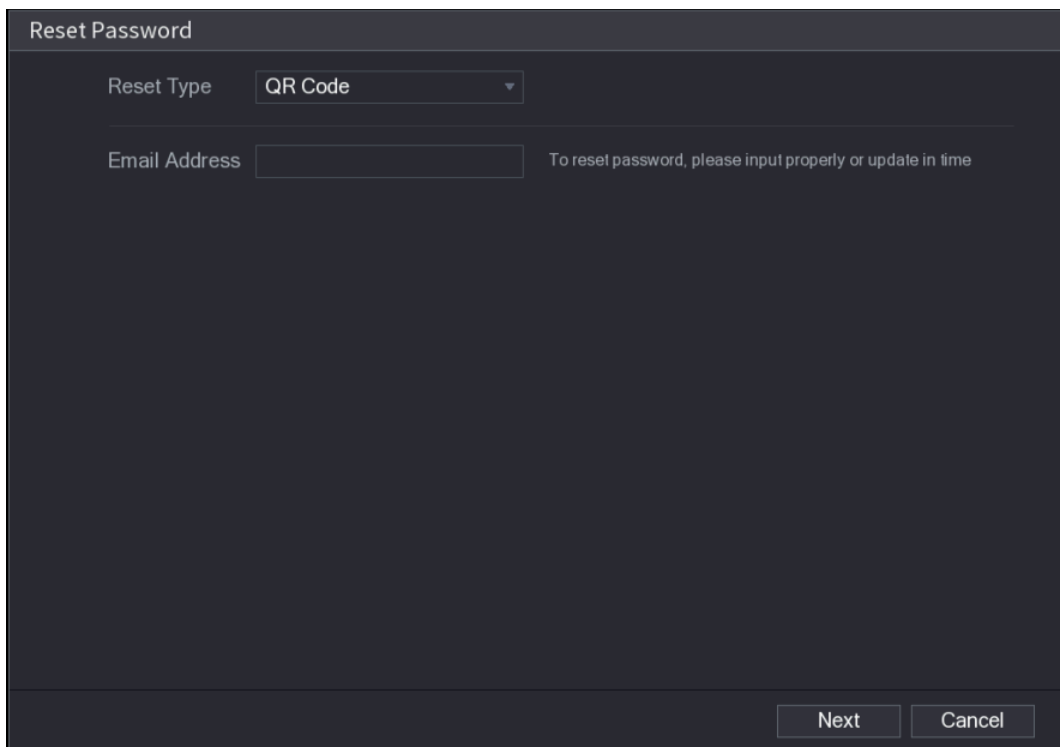 Reset Password
Reset Type QR Code
Email Address To reset password, please input properly or update in time
Next Cancel